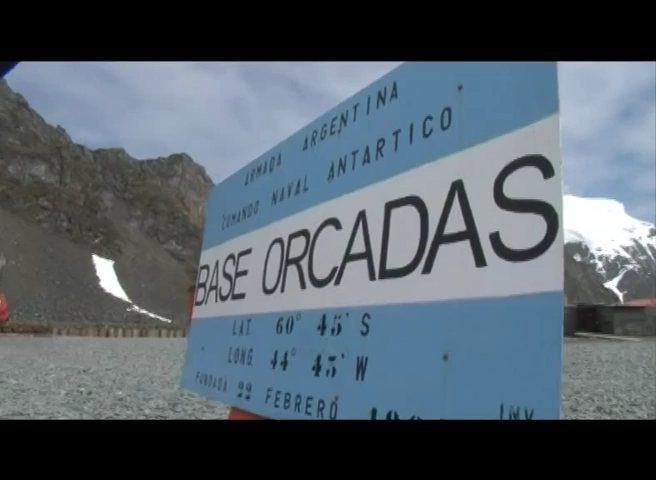 ARMADA ARGENTINA
COMANDO NAVAL ANTARTICO
BASE ORCADAS
LAT. 60° 45' S
LONG 44° 43' W
FUNDADA 22 FEBRERO